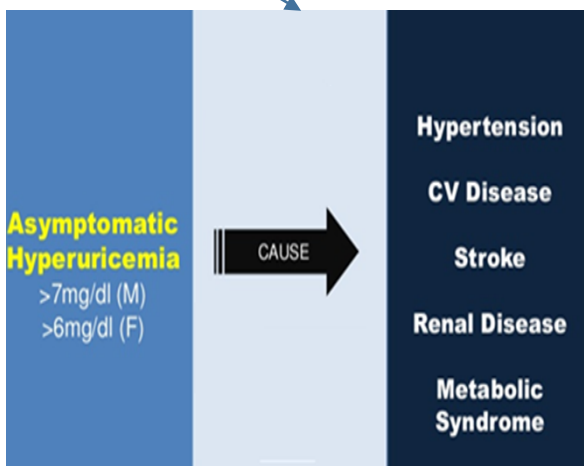 Asymptomatic
Hyperuricemia
>7mg/dl (M)
>6mg/dl (F)
CAUSE
Hypertension
CV Disease
Stroke
Renal Disease
Metabolic
Syndrome